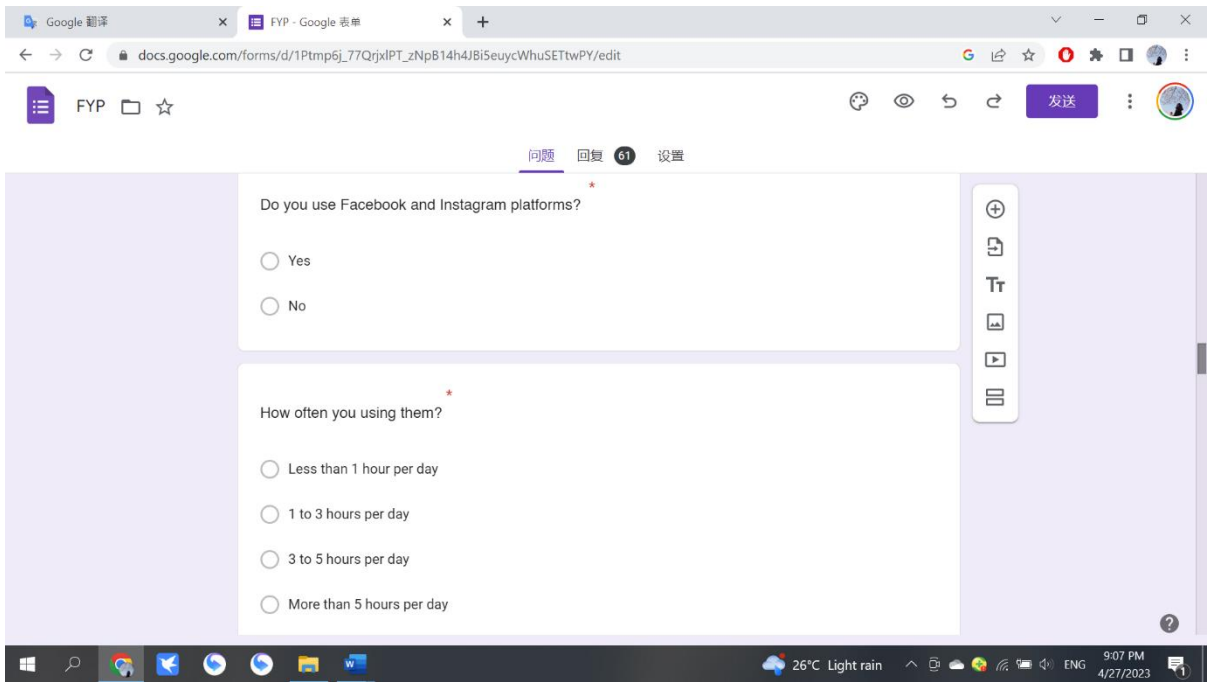 Google 翻译
FYP - Google 表单
docs.google.com/forms/d/1Ptmp6j_77QrjxlPT_zNpB14h4JBi5euycWhuSETtwPY/edit
FYP
发送
问题 回复 61 设置
Do you use Facebook and Instagram platforms? *
Yes
No
How often you using them? *
Less than 1 hour per day
1 to 3 hours per day
3 to 5 hours per day
More than 5 hours per day
26°C Light rain
ENG
9:07 PM
4/27/2023